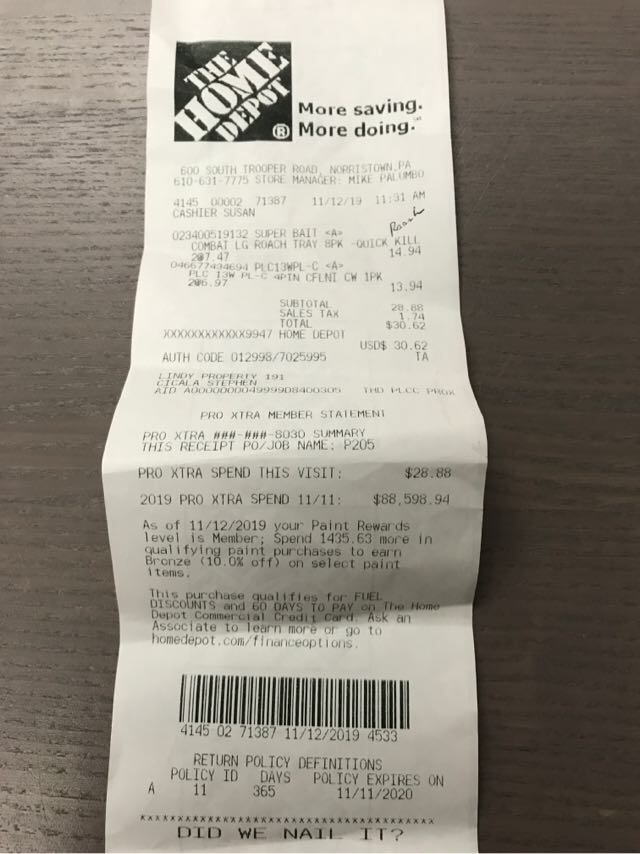 THE
HOME
DEPOT
®
More saving.
More doing.
600 SOUTH TROOPER ROAD, NORRISTOWN,PA
610-631-7775 STORE MANAGER: MIKE PALUMBO
4145 00002 71387 11/12/19 11:31 AM
CASHIER SUSAN
Roach
023400519132 SUPER BAIT <A>
COMBAT LG ROACH TRAY 8PK -QUICK KILL
2@7.47 14.94
046677434694 PLC13WPL-C <A>
PLC 13W PL-C 4PIN CFLNI CW 1PK
2@6.97 13.94
SUBTOTAL 28.88
SALES TAX 1.74
TOTAL $30.62
XXXXXXXXXXXX9947 HOME DEPOT
USD$ 30.62
AUTH CODE 012998/7025995 TA
LINDY PROPERTY 191
CICALA STEPHEN
AID A0000000049999D8400305 THD PLCC PROX
PRO XTRA MEMBER STATEMENT
PRO XTRA ###-###-8030 SUMMARY
THIS RECEIPT PO/JOB NAME: P205
PRO XTRA SPEND THIS VISIT: $28.88
2019 PRO XTRA SPEND 11/11: $88,598.94
As of 11/12/2019 your Paint Rewards
level is Member; Spend 1435.63 more in
qualifying paint purchases to earn
Bronze (10.0% off) on select paint
items.
This purchase qualifies for FUEL
DISCOUNTS and 60 DAYS TO PAY on The Home
Depot Commercial Credit Card. Ask an
Associate to learn more or go to
homedepot.com/financeoptions.
4145 02 71387 11/12/2019 4533
RETURN POLICY DEFINITIONS
POLICY ID DAYS POLICY EXPIRES ON
A 11 365 11/11/2020
DID WE NAIL IT?